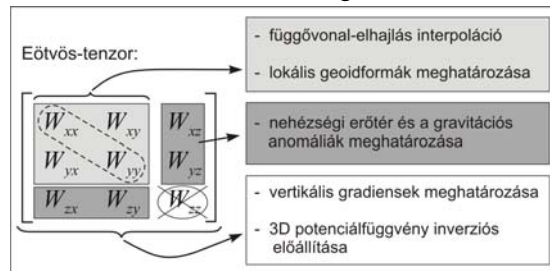 Eötvös-tenzor:
W_xx W_xy W_xz
W_yx W_yy W_yz
W_zx W_zy W_zz
- függővonal-elhajlás interpoláció
- lokális geoidformák meghatározása
- nehézségi erőtér és a gravitációs
anomáliák meghatározása
- vertikális gradiensek meghatározása
- 3D potenciálfüggvény inverziós
előállítása